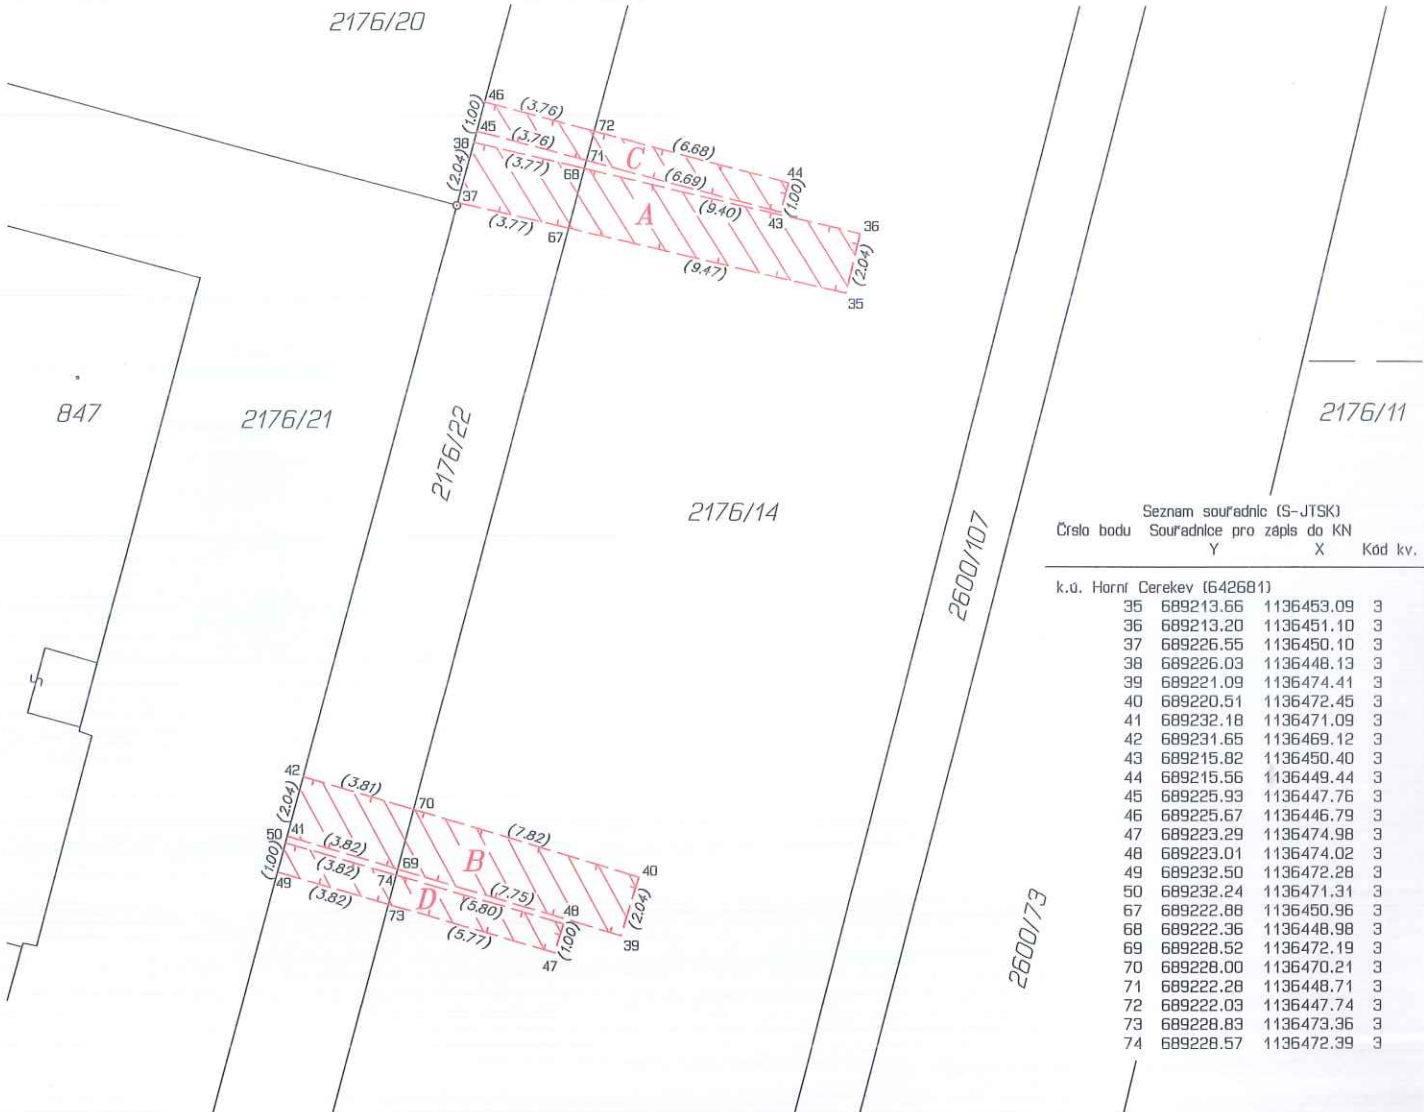 2176/20
46
(3.76)
(1.00)
72
45
(3.76)
(6.68)
38
71
C
44
(3.77)
68
(6.69)
(1.00)
(2.04)
37
(9.40)
43
A
36
(3.77)
67
(2.04)
(9.47)
35
847
2176/21
2176/22
2176/11
2176/14
2600/107
Seznam souřadnic (S-JTSK)
Číslo bodu Souřadnice pro zápis do KN
Y X Kód kv.
k.ú. Horní Cerekev (642681)
35 689213.66 1136453.09 3
36 689213.20 1136451.10 3
37 689226.55 1136450.10 3
38 689226.03 1136448.13 3
39 689221.09 1136474.41 3
40 689220.51 1136472.45 3
41 689232.18 1136471.09 3
42 689231.65 1136469.12 3
43 689215.82 1136450.40 3
44 689215.56 1136449.44 3
45 689225.93 1136447.76 3
46 689225.67 1136446.79 3
47 689223.29 1136474.98 3
48 689223.01 1136474.02 3
49 689232.50 1136472.28 3
50 689232.24 1136471.31 3
67 689222.88 1136450.96 3
68 689222.36 1136448.98 3
69 689228.52 1136472.19 3
70 689228.00 1136470.21 3
71 689222.28 1136448.71 3
72 689222.03 1136447.74 3
73 689228.83 1136473.36 3
74 689228.57 1136472.39 3
42
(3.81)
70
(2.04)
(7.82)
50
41
(3.82)
69
B
40
(3.82)
74
(7.75)
(1.00)
49
D
(5.80)
48
(2.04)
(3.82)
73
(1.00)
39
(5.77)
47
2600/73